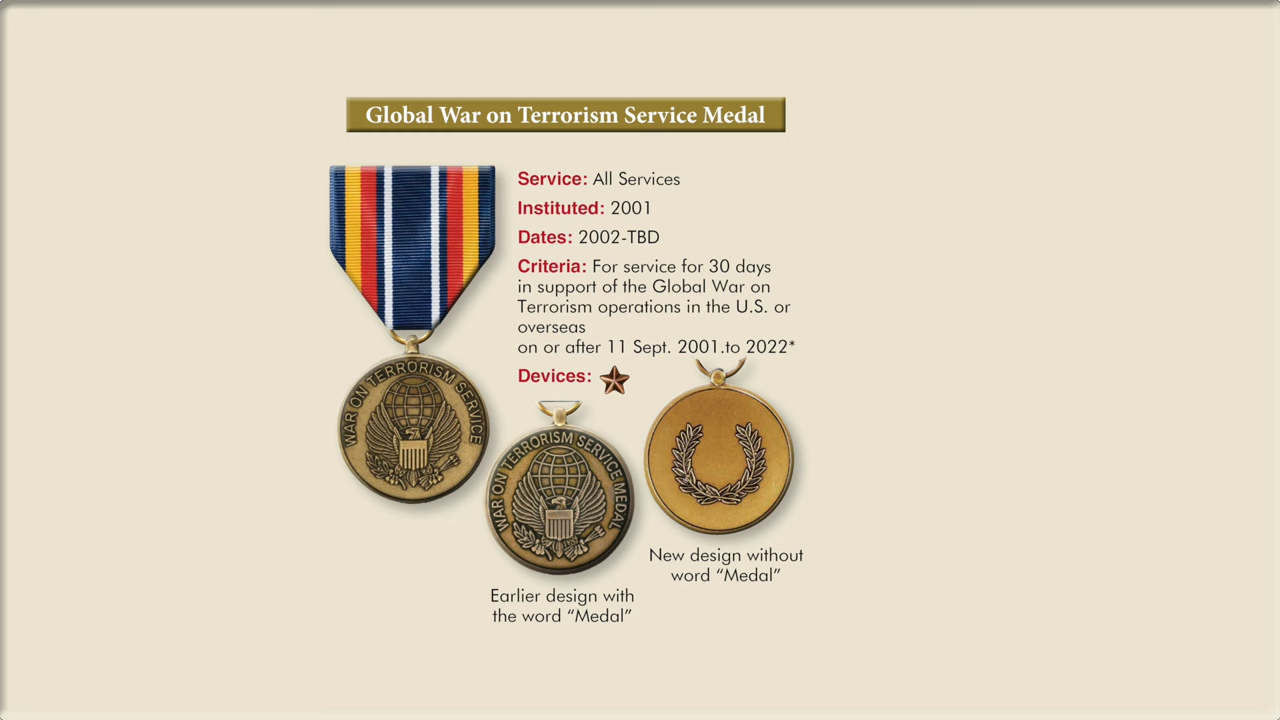 Global War on Terrorism Service Medal
Service: All Services
Instituted: 2001
Dates: 2002-TBD
Criteria: For service for 30 days
in support of the Global War on
Terrorism operations in the U.S. or
overseas
on or after 11 Sept. 2001.to 2022*
Devices:
WAR ON TERRORISM SERVICE
WAR ON TERRORISM SERVICE MEDAL
New design without
word “Medal”
Earlier design with
the word “Medal”